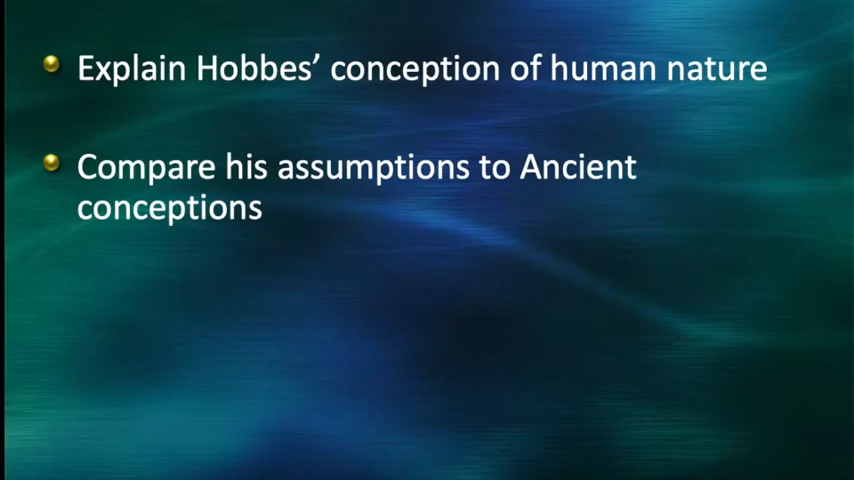 Explain Hobbes’ conception of human nature
Compare his assumptions to Ancient
conceptions